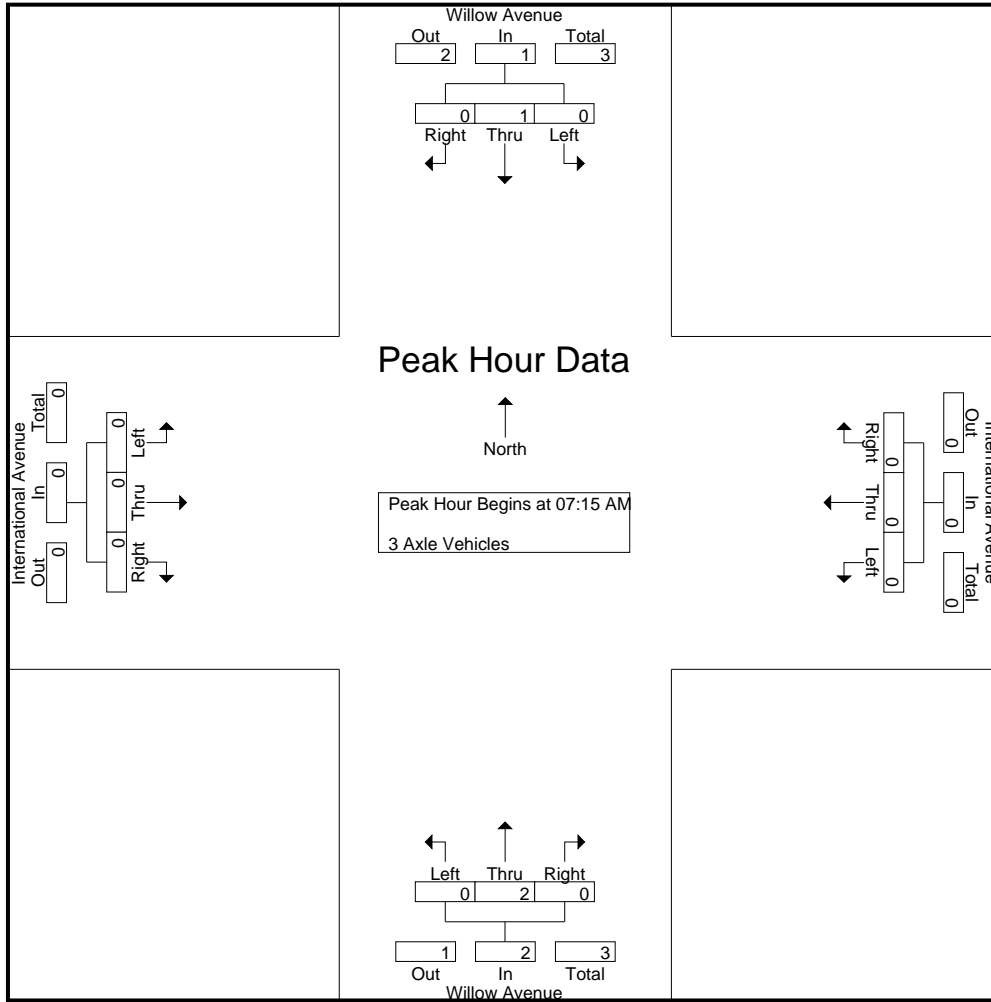 Willow Avenue
Out In Total
2 1 3
0 1 0
Right Thru Left
Peak Hour Data
North
Peak Hour Begins at 07:15 AM
3 Axle Vehicles
International Avenue
Out In Total
0 0 0
Right Thru Left
0 0 0
International Avenue
Total In Out
0 0 0
0 0 0
Left Thru Right
Left Thru Right
0 2 0
1 2 3
Out In Total
Willow Avenue